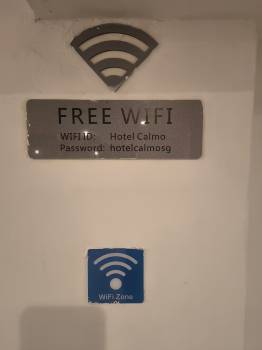 FREE WIFI
WIFI ID: Hotel Calmo
Password: hotelcalmosg
WiFi Zone